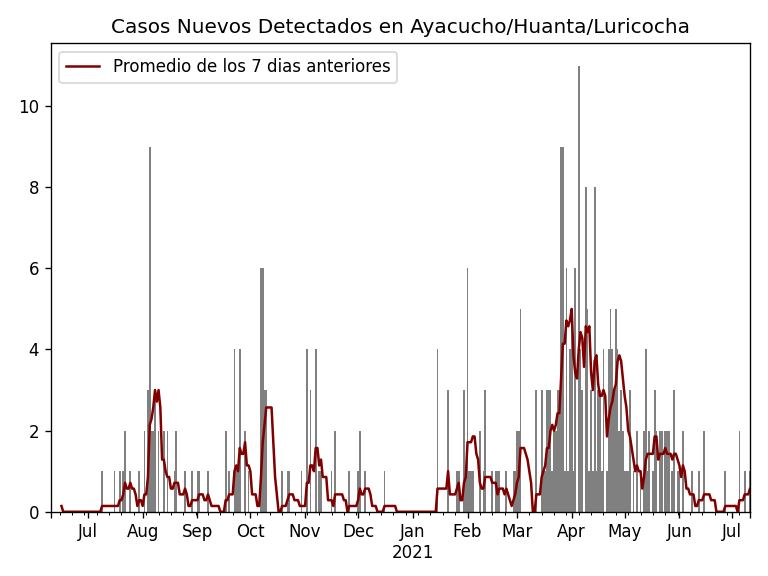 Casos Nuevos Detectados en Ayacucho/Huanta/Luricocha
Promedio de los 7 dias anteriores
10
8
6
4
2
0
Jul Aug Sep Oct Nov Dec Jan Feb Mar Apr May Jun Jul
2021